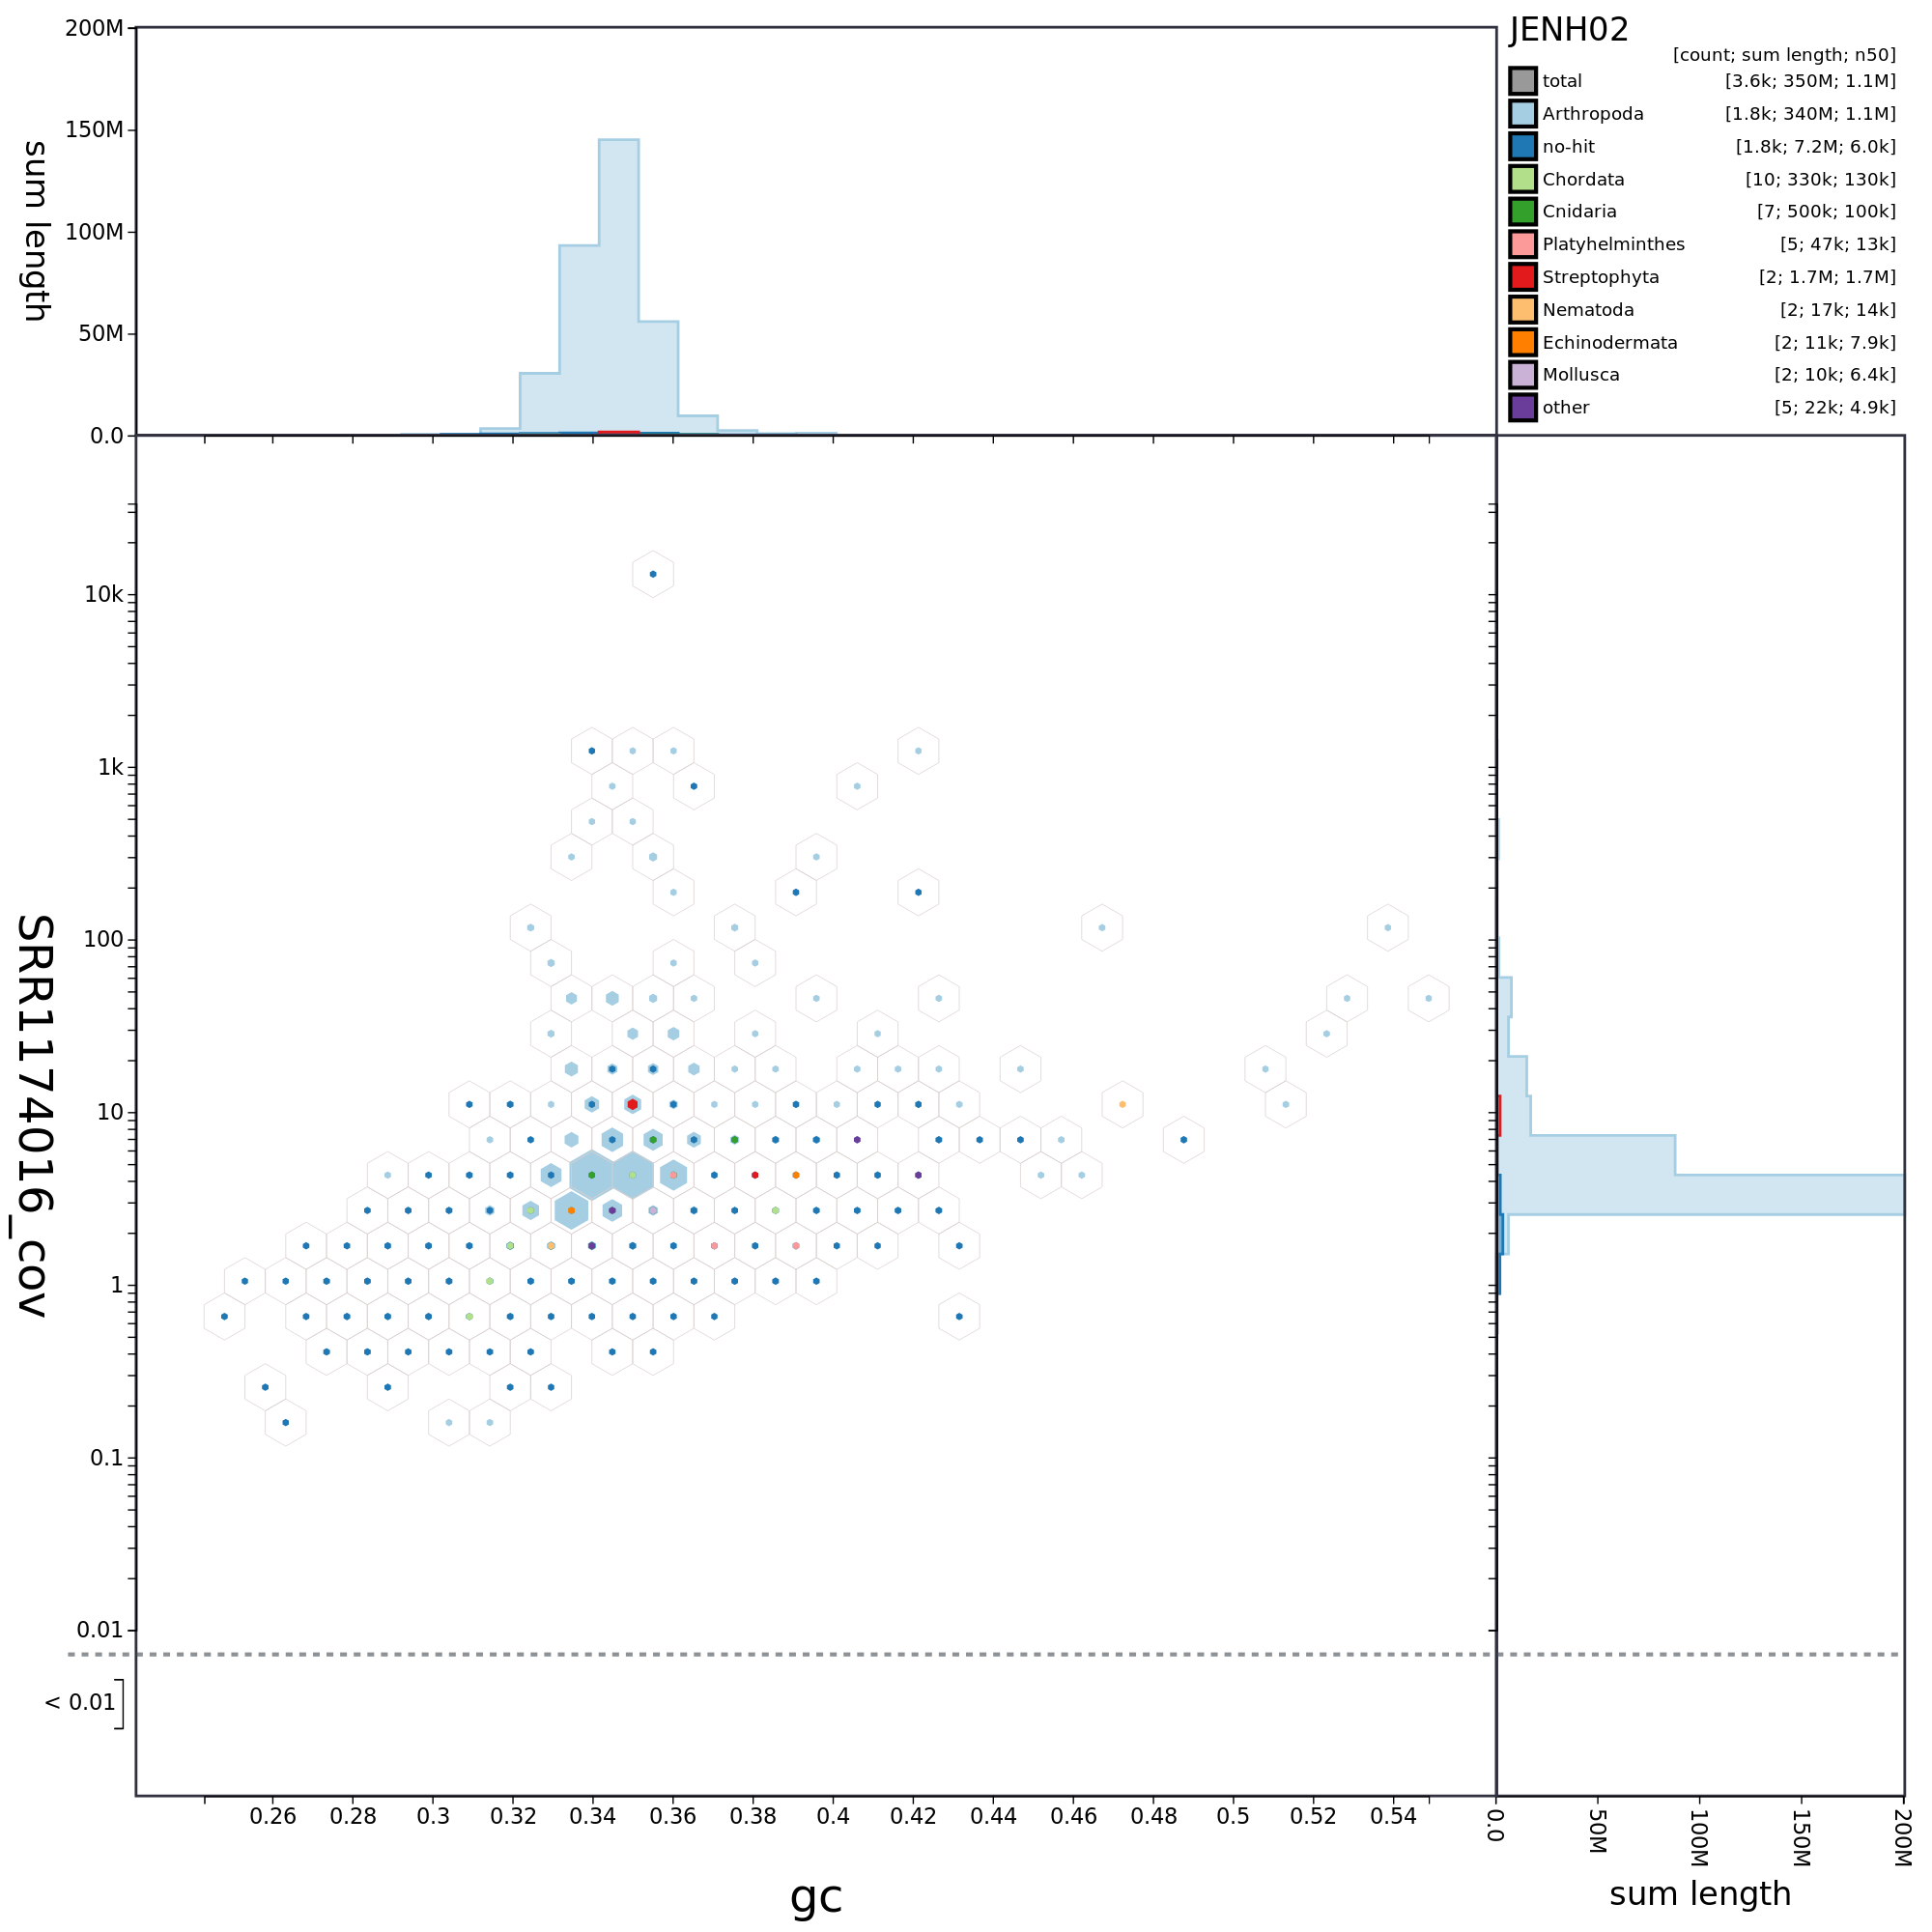 200M
150M
100M
50M
0.0
sum length
JENH02
[count; sum length; n50]
total [3.6k; 350M; 1.1M]
Arthropoda [1.8k; 340M; 1.1M]
no-hit [1.8k; 7.2M; 6.0k]
Chordata [10; 330k; 130k]
Cnidaria [7; 500k; 100k]
Platyhelminthes [5; 47k; 13k]
Streptophyta [2; 1.7M; 1.7M]
Nematoda [2; 17k; 14k]
Echinodermata [2; 11k; 7.9k]
Mollusca [2; 10k; 6.4k]
other [5; 22k; 4.9k]
10k
1k
100
10
1
0.1
0.01
< 0.01
SRR1174016_cov
0.26 0.28 0.3 0.32 0.34 0.36 0.38 0.4 0.42 0.44 0.46 0.48 0.5 0.52 0.54
gc
0.0 50M 100M 150M 200M
sum length